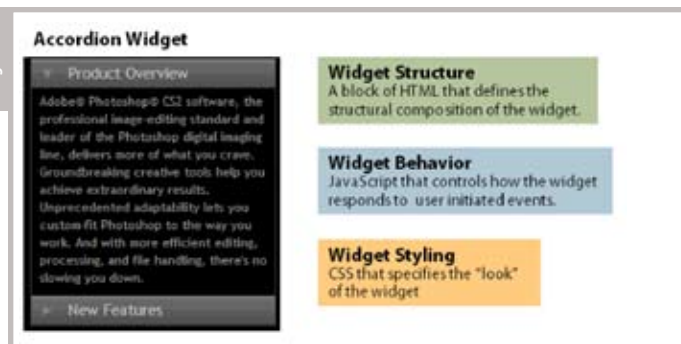 Accordion Widget
Product Overview
Adobe® Photoshop® CS2 software, the
professional image-editing standard and
leader of the Photoshop digital imaging
line, delivers more of what you crave.
Groundbreaking creative tools help you
achieve extraordinary results.
Unprecedented adaptability lets you
custom-fit Photoshop to the way you
work. And with more efficient editing,
processing, and file handling, there's no
slowing you down.
New Features
Widget Structure
A block of HTML that defines the
structural composition of the widget.
Widget Behavior
JavaScript that controls how the widget
responds to user initiated events.
Widget Styling
CSS that specifies the "look"
of the widget